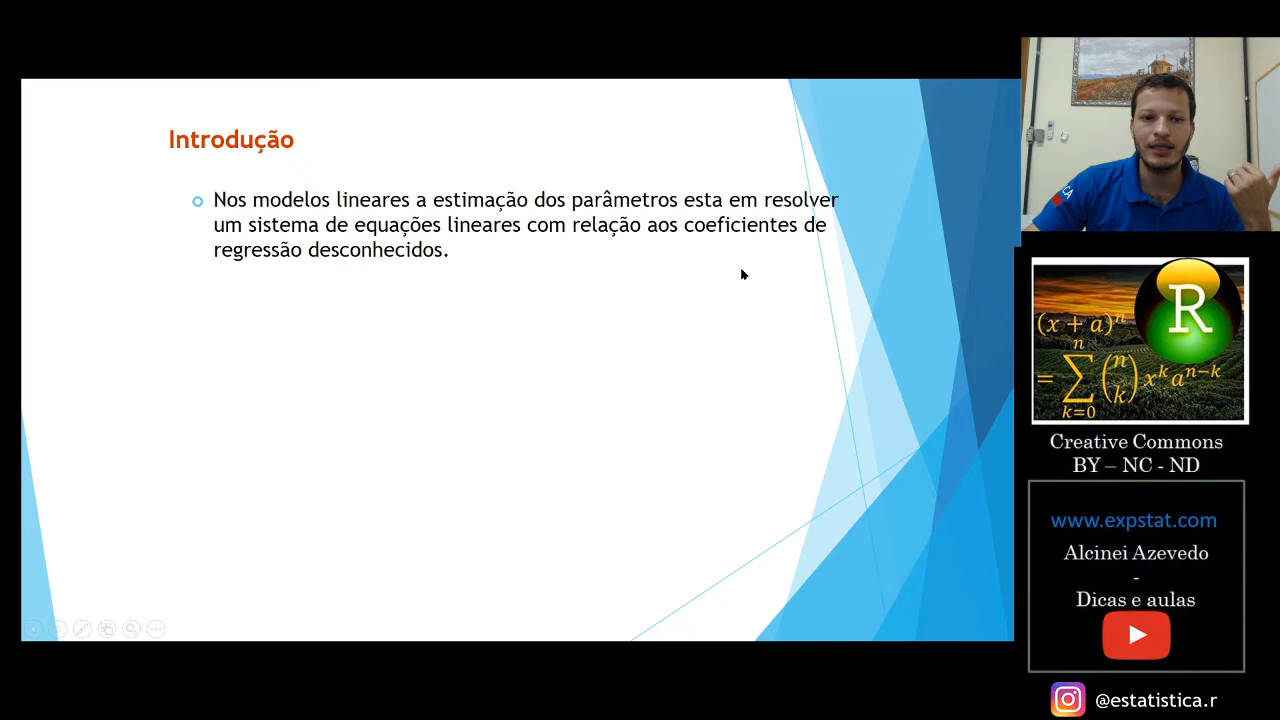 Introdução
Nos modelos lineares a estimação dos parâmetros esta em resolver
um sistema de equações lineares com relação aos coeficientes de
regressão desconhecidos.
CA
R
(x + a)^n
= ∑_{k=0}^{n} (n k) x^k a^{n-k}
Creative Commons
BY – NC - ND
www.expstat.com
Alcinei Azevedo
-
Dicas e aulas
@estatistica.r